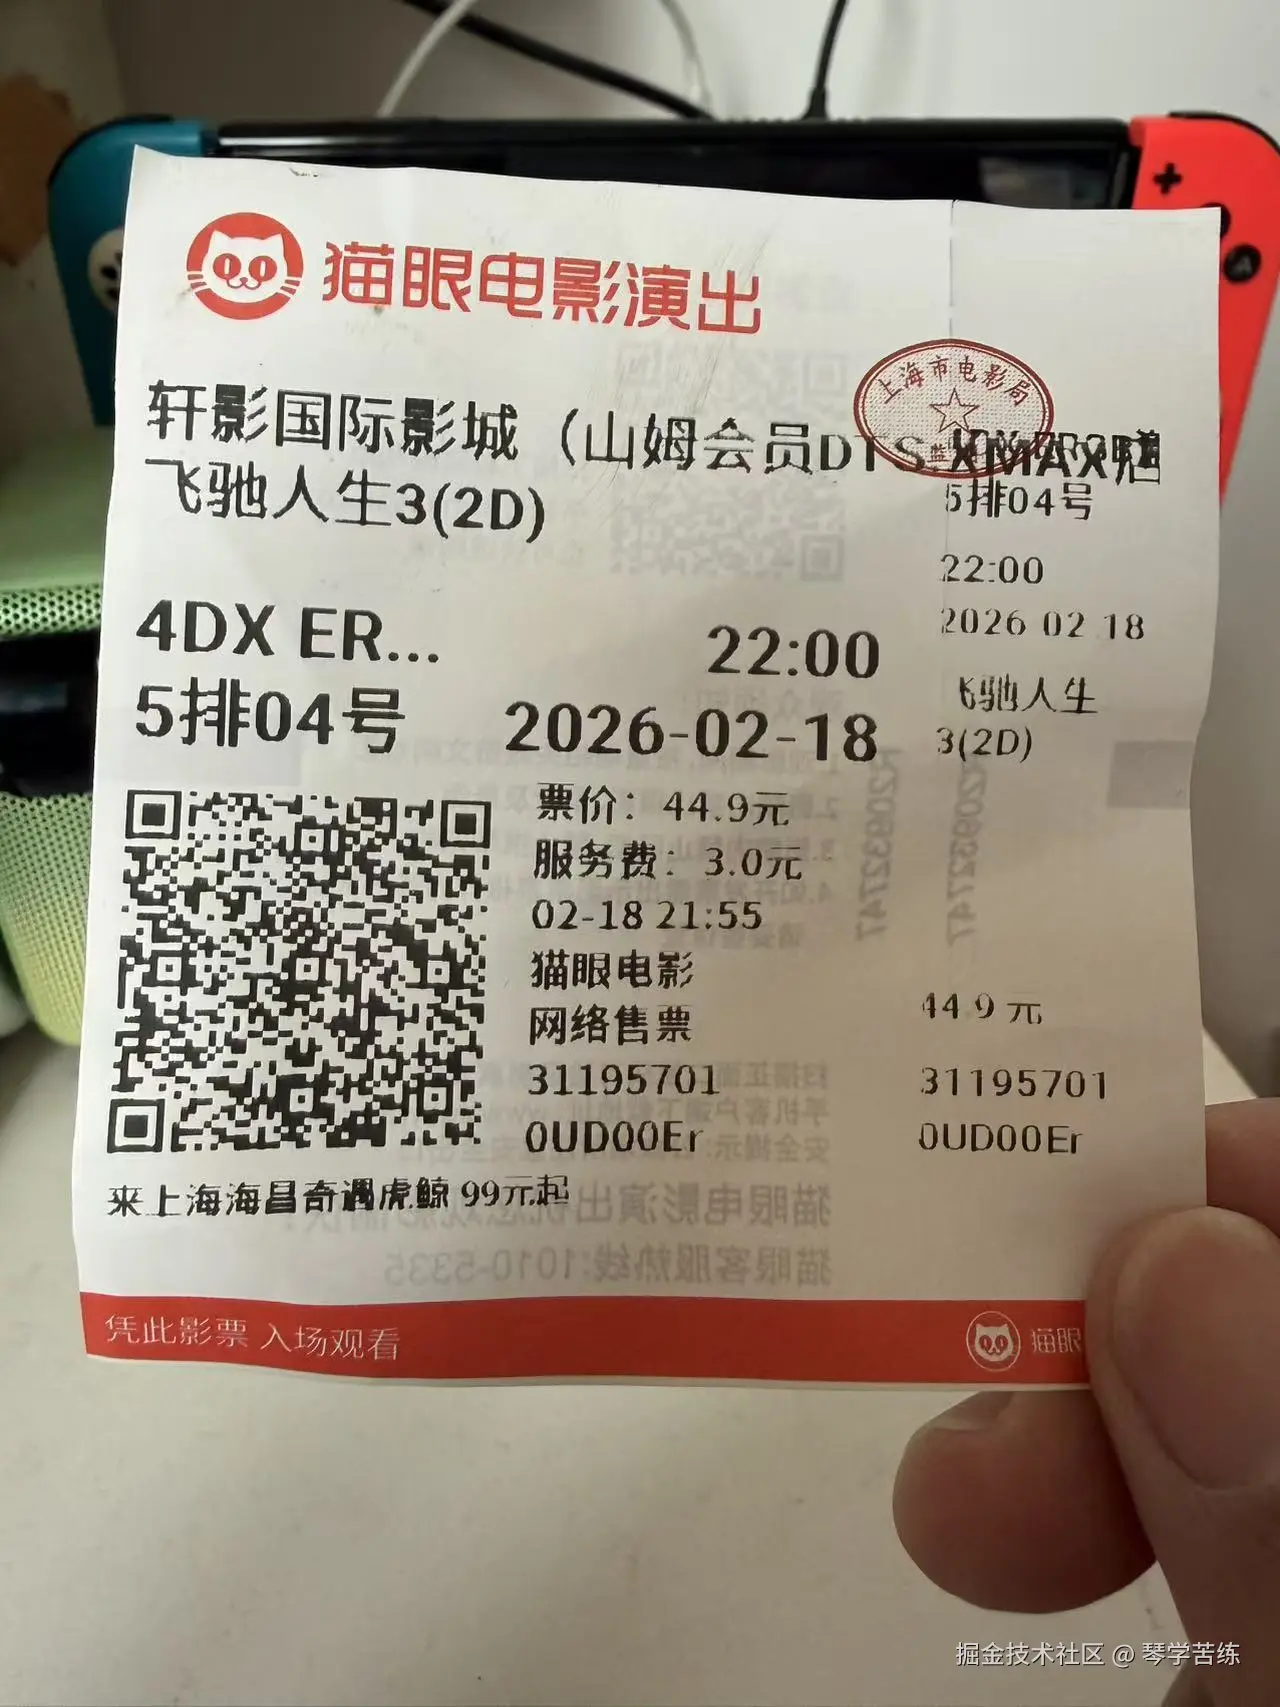 猫眼电影演出
上海市电影局
轩影国际影城（山姆会员DTS XMAX店
飞驰人生3(2D)
4DX ER...
22:00
5排04号
2026-02-18
票价：44.9元
服务费：3.0元
02-18 21:55
猫眼电影
网络售票
31195701
0UD00Er
来上海海昌奇遇虎鲸 99元起
5排04号
22:00
2026 02 18
飞驰人生
3(2D)
44.9 元
31195701
0UD00Er
凭此影票 入场观看
猫眼
掘金技术社区 @ 琴学苦练